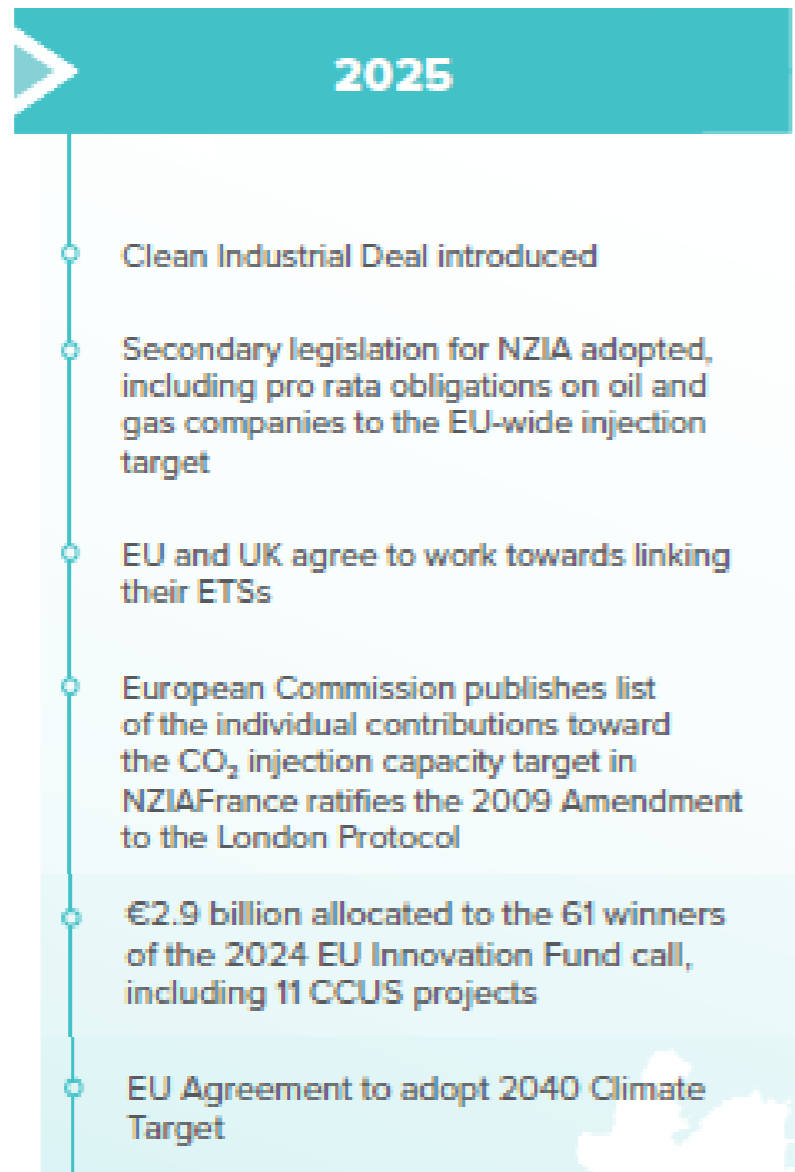 2025
Clean Industrial Deal introduced
Secondary legislation for NZIA adopted,
including pro rata obligations on oil and
gas companies to the EU-wide injection
target
EU and UK agree to work towards linking
their ETSs
European Commission publishes list
of the individual contributions toward
the CO₂ injection capacity target in
NZIAFrance ratifies the 2009 Amendment
to the London Protocol
€2.9 billion allocated to the 61 winners
of the 2024 EU Innovation Fund call,
including 11 CCUS projects
EU Agreement to adopt 2040 Climate
Target